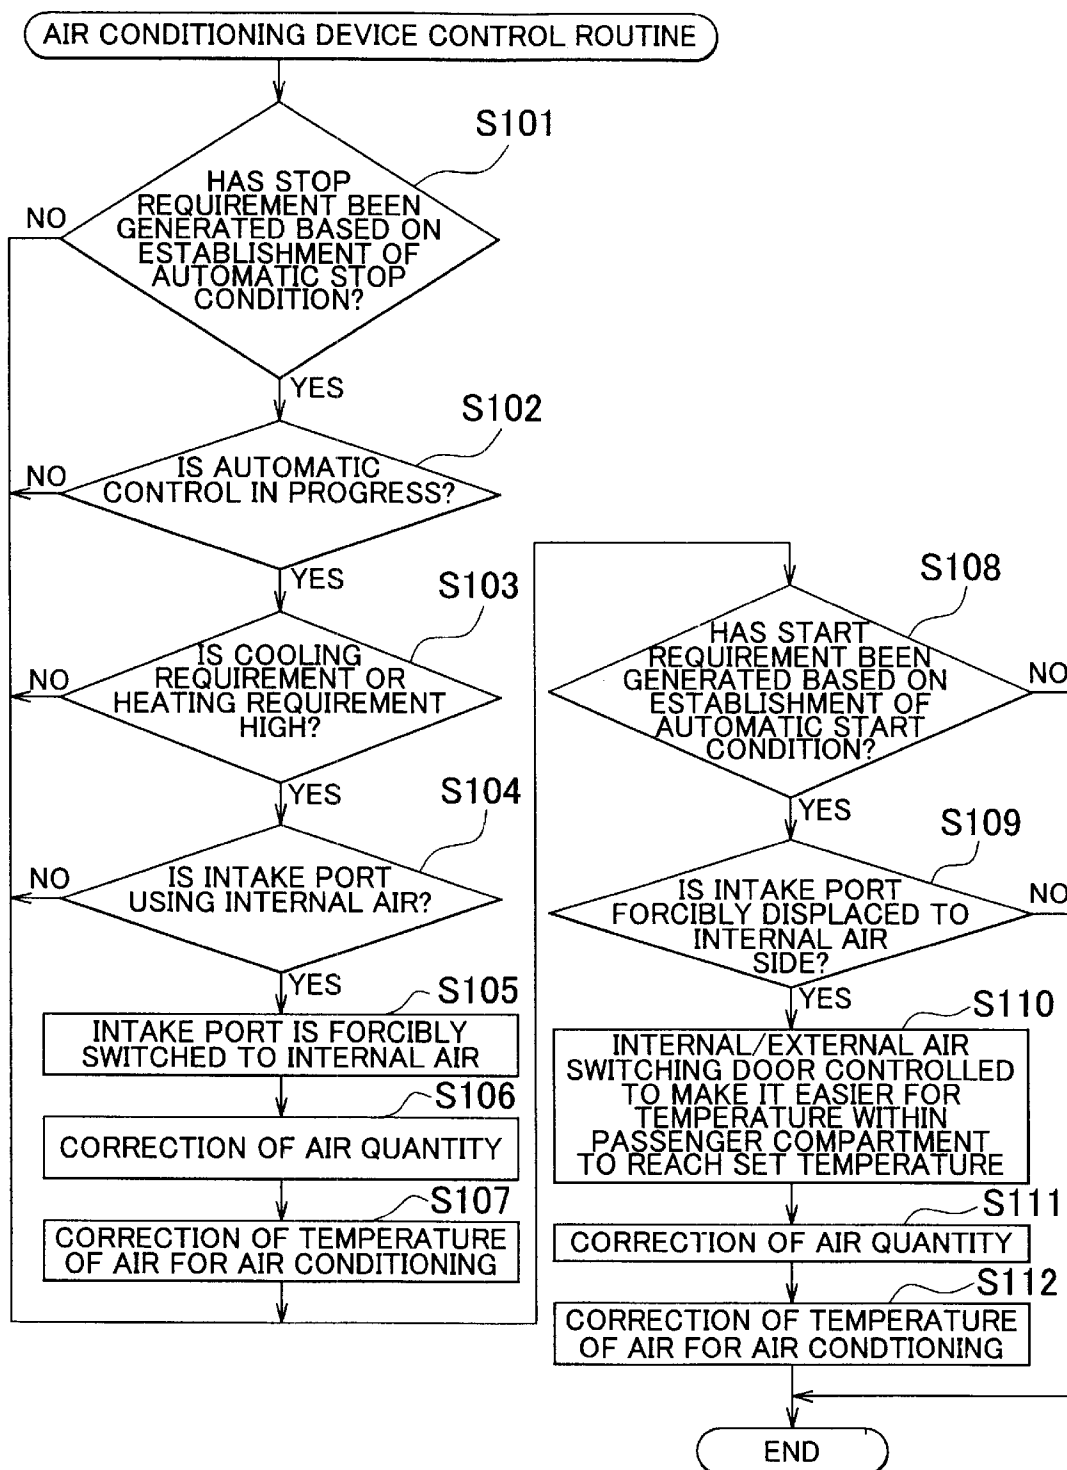 AIR CONDITIONING DEVICE CONTROL ROUTINE
S101
HAS STOP
REQUIREMENT BEEN
GENERATED BASED ON
ESTABLISHMENT OF
AUTOMATIC STOP
CONDITION?
NO
YES
S102
IS AUTOMATIC
CONTROL IN PROGRESS?
NO
YES
S103
IS COOLING
REQUIREMENT OR
HEATING REQUIREMENT
HIGH?
NO
YES
S104
IS INTAKE PORT
USING INTERNAL AIR?
NO
YES
S105
INTAKE PORT IS FORCIBLY
SWITCHED TO INTERNAL AIR
S106
CORRECTION OF AIR QUANTITY
S107
CORRECTION OF TEMPERATURE
OF AIR FOR AIR CONDITIONING
S108
HAS START
REQUIREMENT BEEN
GENERATED BASED ON
ESTABLISHMENT OF
AUTOMATIC START
CONDITION?
NO
YES
S109
IS INTAKE PORT
FORCIBLY DISPLACED TO
INTERNAL AIR
SIDE?
NO
YES
S110
INTERNAL/EXTERNAL AIR
SWITCHING DOOR CONTROLLED
TO MAKE IT EASIER FOR
TEMPERATURE WITHIN
PASSENGER COMPARTMENT
TO REACH SET TEMPERATURE
S111
CORRECTION OF AIR QUANTITY
S112
CORRECTION OF TEMPERATURE
OF AIR FOR AIR CONDTIONING
END